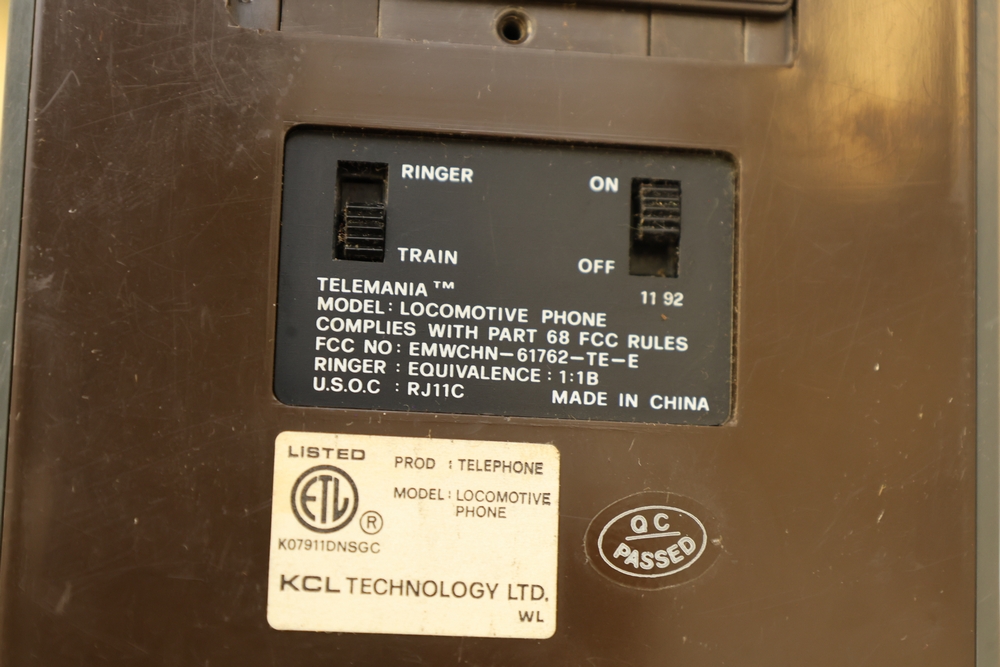 RINGER
ON
TRAIN
OFF
11 92
TELEMANIA™
MODEL: LOCOMOTIVE PHONE
COMPLIES WITH PART 68 FCC RULES
FCC NO: EMWCHN-61762-TE-E
RINGER : EQUIVALENCE: 1:1B
U.S.O.C : RJ11C
MADE IN CHINA
LISTED
ETL
®
K07911DNSGC
PROD : TELEPHONE
MODEL: LOCOMOTIVE
PHONE
KCL TECHNOLOGY LTD.
WL
QC
PASSED